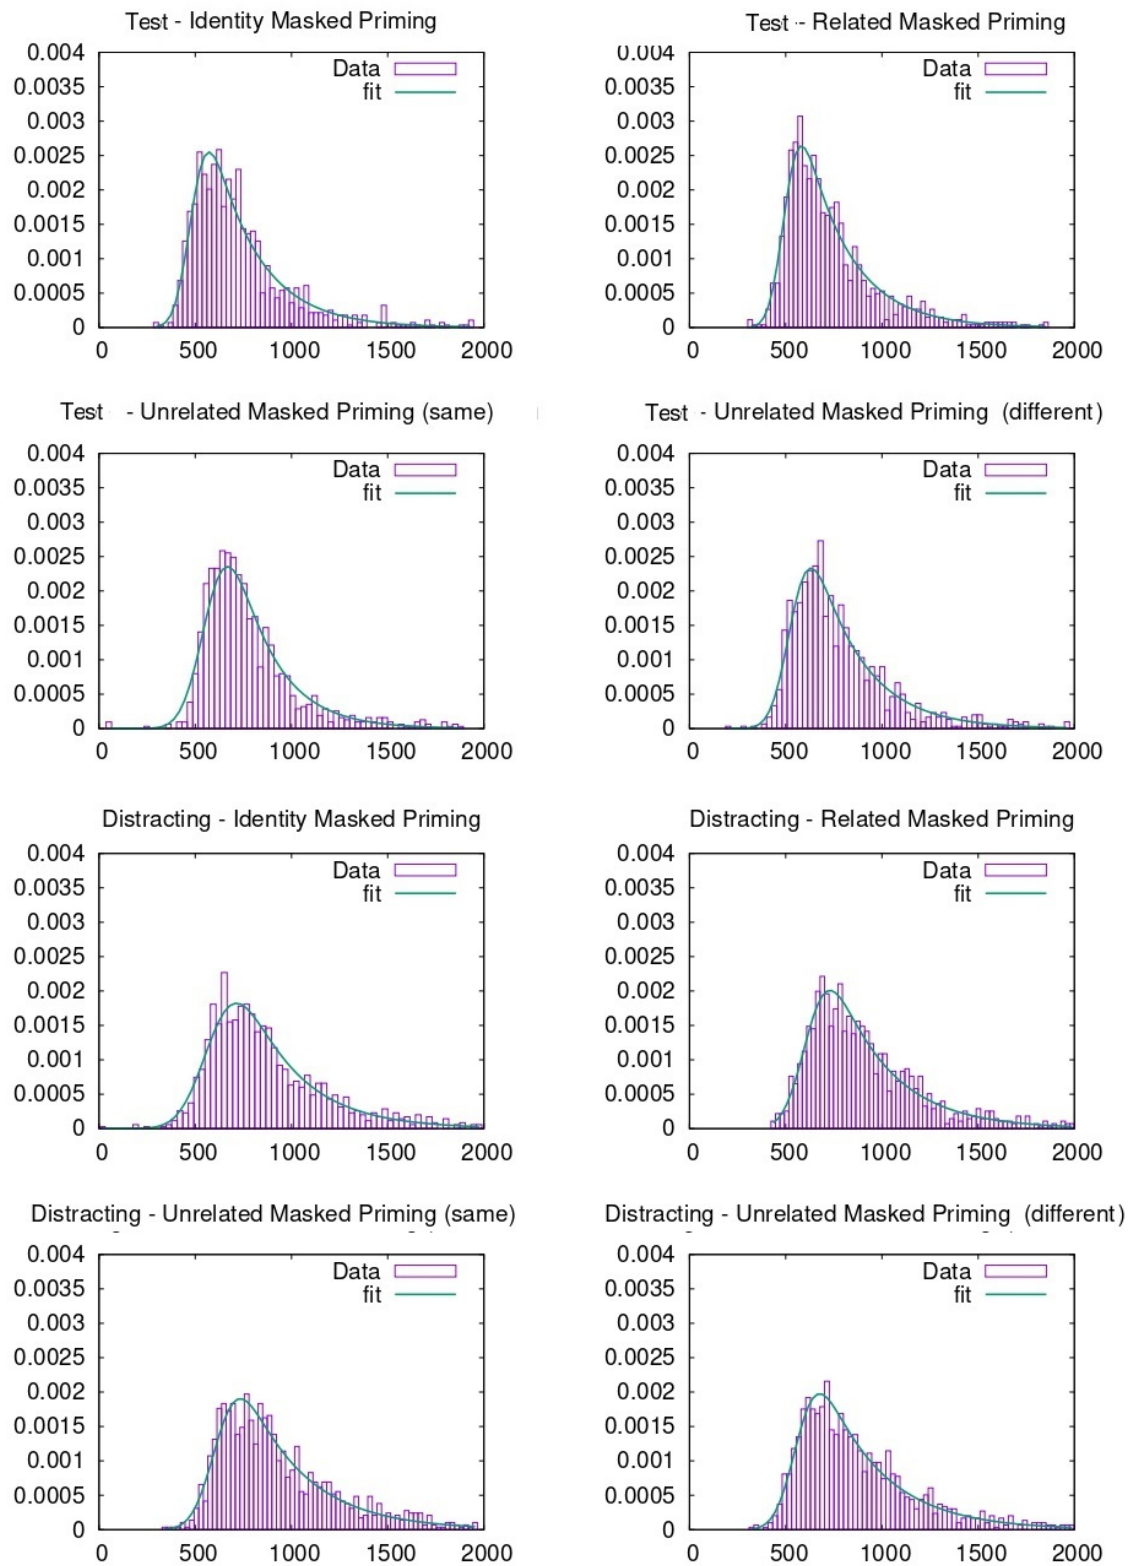 Test - Identity Masked Priming
0.004
0.0035
0.003
0.0025
0.002
0.0015
0.001
0.0005
0
Data
fit
0 500 1000 1500 2000
Test - Related Masked Priming
0.004
0.0035
0.003
0.0025
0.002
0.0015
0.001
0.0005
0
Data
fit
0 500 1000 1500 2000
Test - Unrelated Masked Priming (same)
0.004
0.0035
0.003
0.0025
0.002
0.0015
0.001
0.0005
0
Data
fit
0 500 1000 1500 2000
Test - Unrelated Masked Priming (different)
0.004
0.0035
0.003
0.0025
0.002
0.0015
0.001
0.0005
0
Data
fit
0 500 1000 1500 2000
Distracting - Identity Masked Priming
0.004
0.0035
0.003
0.0025
0.002
0.0015
0.001
0.0005
0
Data
fit
0 500 1000 1500 2000
Distracting - Related Masked Priming
0.004
0.0035
0.003
0.0025
0.002
0.0015
0.001
0.0005
0
Data
fit
0 500 1000 1500 2000
Distracting - Unrelated Masked Priming (same)
0.004
0.0035
0.003
0.0025
0.002
0.0015
0.001
0.0005
0
Data
fit
0 500 1000 1500 2000
Distracting - Unrelated Masked Priming (different)
0.004
0.0035
0.003
0.0025
0.002
0.0015
0.001
0.0005
0
Data
fit
0 500 1000 1500 2000